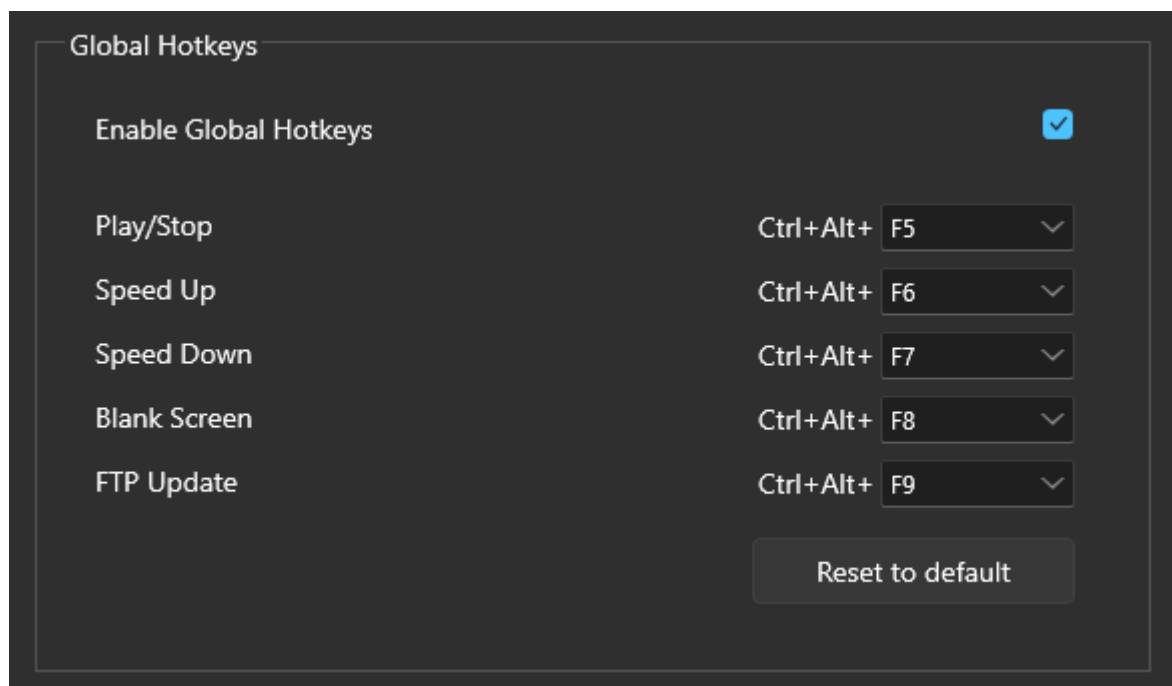 Global Hotkeys
Enable Global Hotkeys
Play/Stop Ctrl+Alt+ F5
Speed Up Ctrl+Alt+ F6
Speed Down Ctrl+Alt+ F7
Blank Screen Ctrl+Alt+ F8
FTP Update Ctrl+Alt+ F9
Reset to default